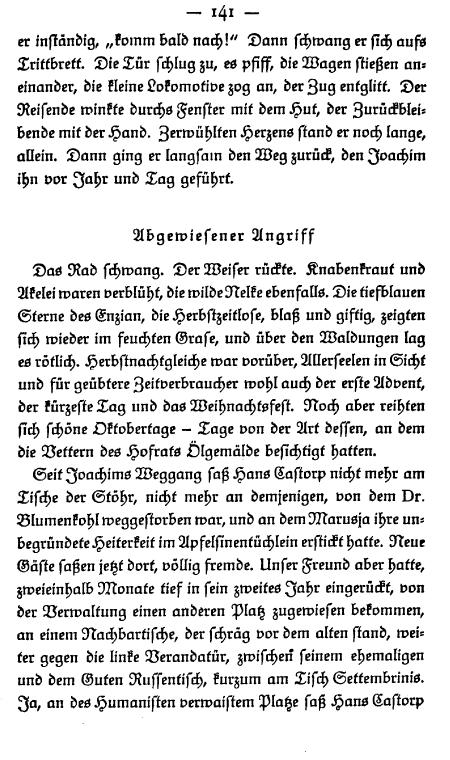 — 141 —
er inständig, „komm bald nach!“ Dann schwang er sich aufs
Trittbrett. Die Tür schlug zu, es pfiff, die Wagen stießen an-
einander, die kleine Lokomotive zog an, der Zug entglitt. Der
Reisende winkte durchs Fenster mit dem Hut, der Zurückblei-
bende mit der Hand. Zerwühlten Herzens stand er noch lange,
allein. Dann ging er langsam den Weg zurück, den Joachim
ihn vor Jahr und Tag geführt.
Abgewiesener Angriff
Das Rad schwang. Der Weiser rückte. Knabenkraut und
Akelei waren verblüht, die wilde Nelke ebenfalls. Die tiefblauen
Sterne des Enzian, die Herbstzeitlose, blaß und giftig, zeigten
sich wieder im feuchten Grase, und über den Waldungen lag
es rötlich. Herbstnachtgleiche war vorüber, Allerseelen in Sicht
und für geübtere Zeitverbraucher wohl auch der erste Advent,
der kürzeste Tag und das Weihnachtsfest. Noch aber reihten
sich schöne Oktobertage – Tage von der Art dessen, an dem
die Vettern des Hofrats Ölgemälde besichtigt hatten.
Seit Joachims Weggang saß Hans Castorp nicht mehr am
Tische der Stöhr, nicht mehr an demjenigen, von dem Dr.
Blumenkohl weggestorben war, und an dem Marusja ihre un-
begründete Heiterkeit im Apfelsinentüchlein erstickt hatte. Neue
Gäste saßen jetzt dort, völlig fremde. Unser Freund aber hatte,
zweieinhalb Monate tief in sein zweites Jahr eingerückt, von
der Verwaltung einen anderen Platz zugewiesen bekommen,
an einem Nachbartische, der schräg vor dem alten stand, wei-
ter gegen die linke Verandatür, zwischen seinem ehemaligen
und dem Guten Russentisch, kurzum am Tisch Settembrinis.
Ja, an des Humanisten verwaistem Platze saß Hans Castorp